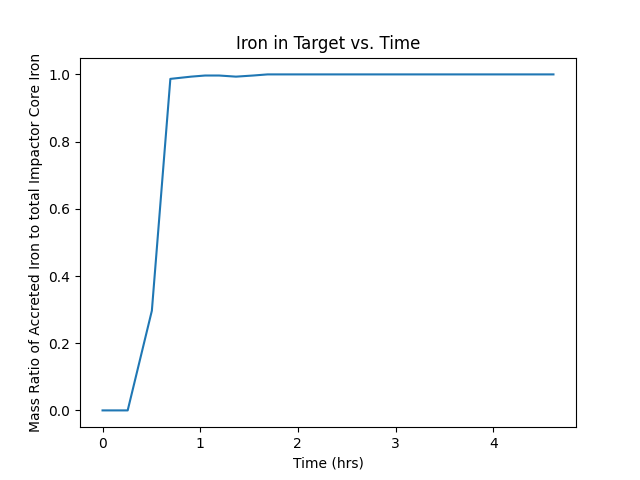 Iron in Target vs. Time
Mass Ratio of Accreted Iron to total Impactor Core Iron
1.0
0.8
0.6
0.4
0.2
0.0
0 1 2 3 4
Time (hrs)